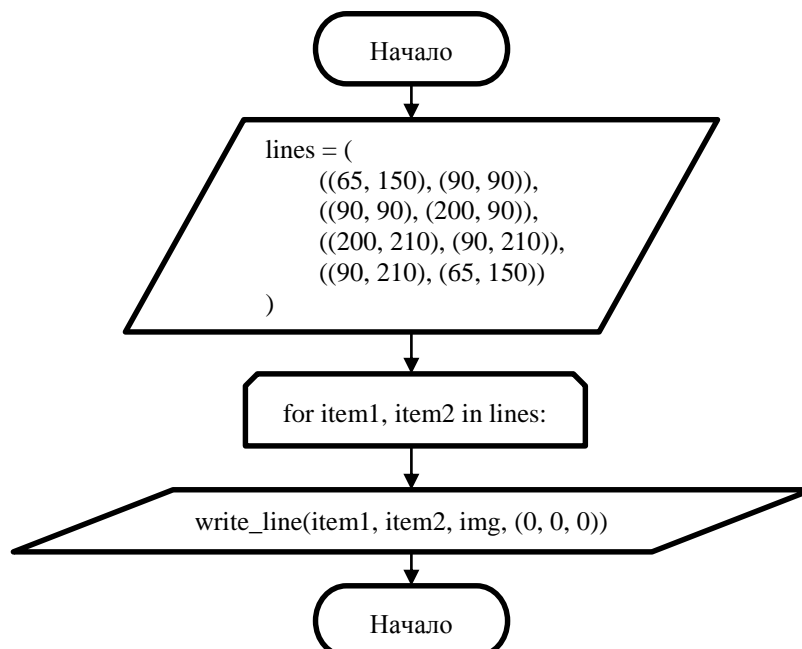 Начало
lines = (
((65, 150), (90, 90)),
((90, 90), (200, 90)),
((200, 210), (90, 210)),
((90, 210), (65, 150))
)
for item1, item2 in lines:
write_line(item1, item2, img, (0, 0, 0))
Начало